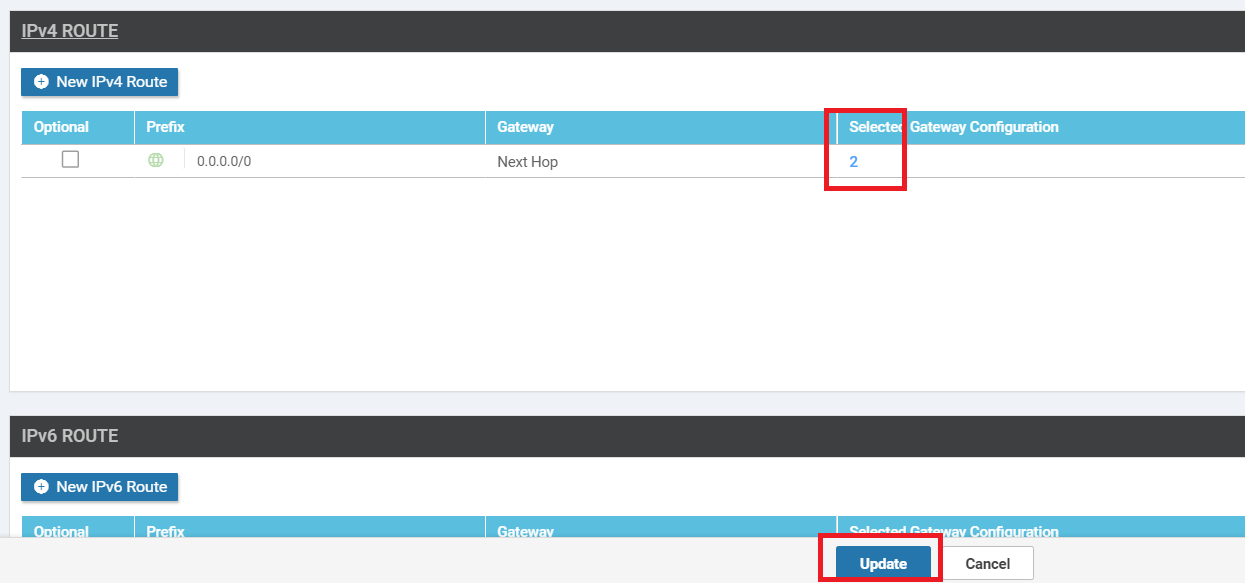 IPv4 ROUTE
New IPv4 Route
Optional Prefix Gateway Selected Gateway Configuration
0.0.0.0/0 Next Hop 2
IPv6 ROUTE
New IPv6 Route
Optional Prefix Gateway Selected Gateway Configuration
Update Cancel